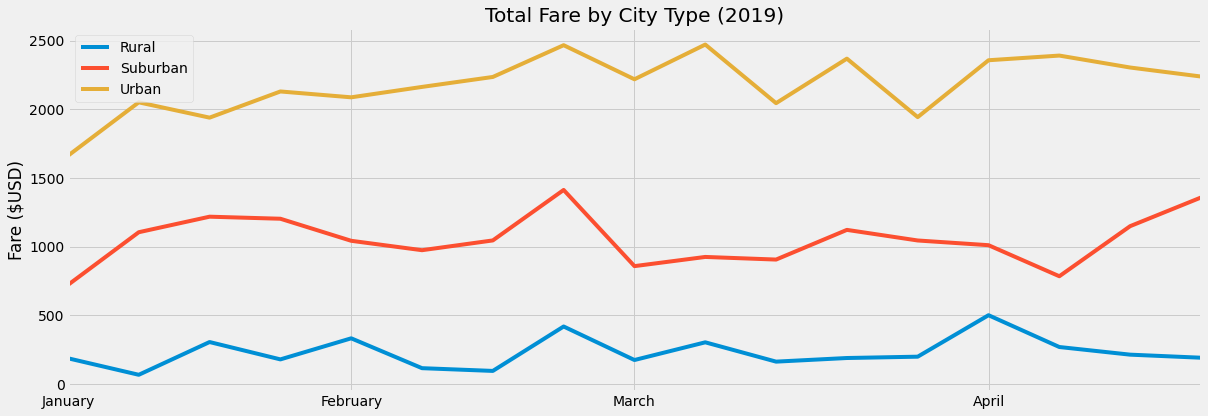 Total Fare by City Type (2019)
Rural
Suburban
Urban
Fare ($USD)
2500
2000
1500
1000
500
0
January February March April